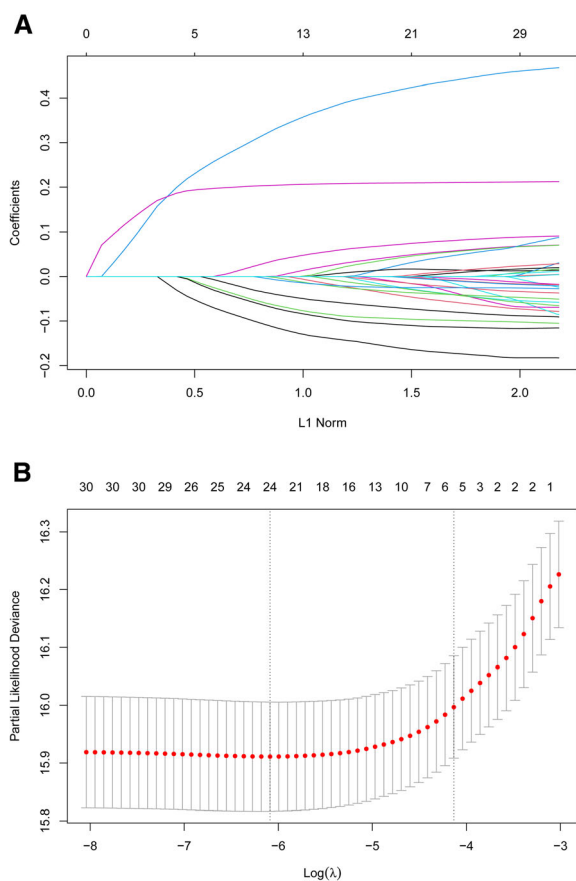 A
0 5 13 21 29
Coefficients
0.4
0.3
0.2
0.1
0.0
−0.1
−0.2
0.0 0.5 1.0 1.5 2.0
L1 Norm
B
30 30 30 29 26 25 24 24 21 18 16 13 10 7 6 5 3 2 2 2 1
Partial Likelihood Deviance
16.3
16.2
16.1
16.0
15.9
15.8
−8 −7 −6 −5 −4 −3
Log(λ)